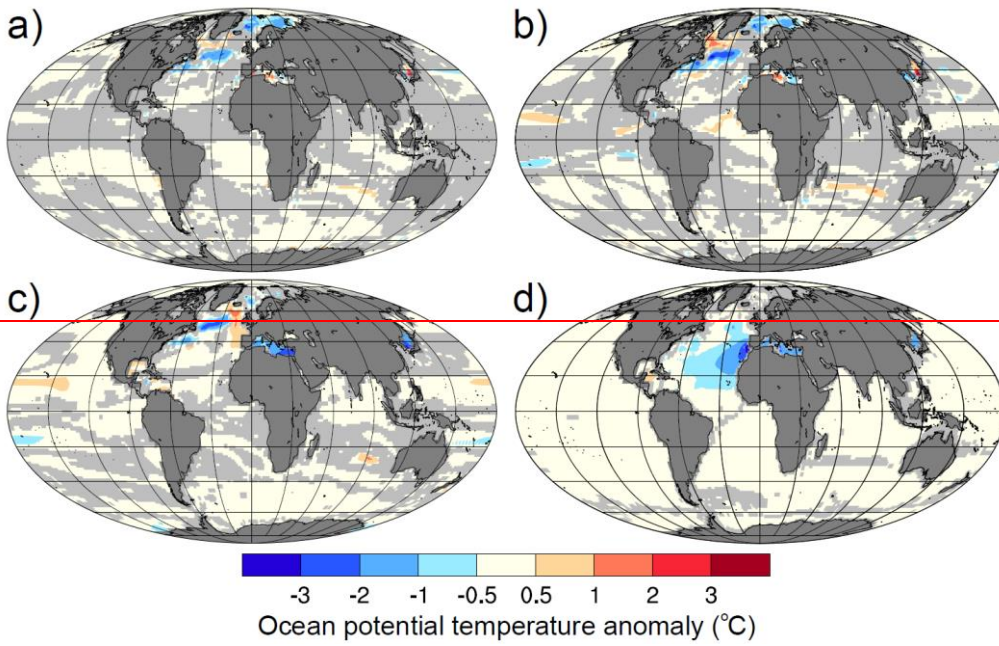 a)
b)
c)
d)
-3 -2 -1 -0.5 0.5 1 2 3
Ocean potential temperature anomaly (°C)